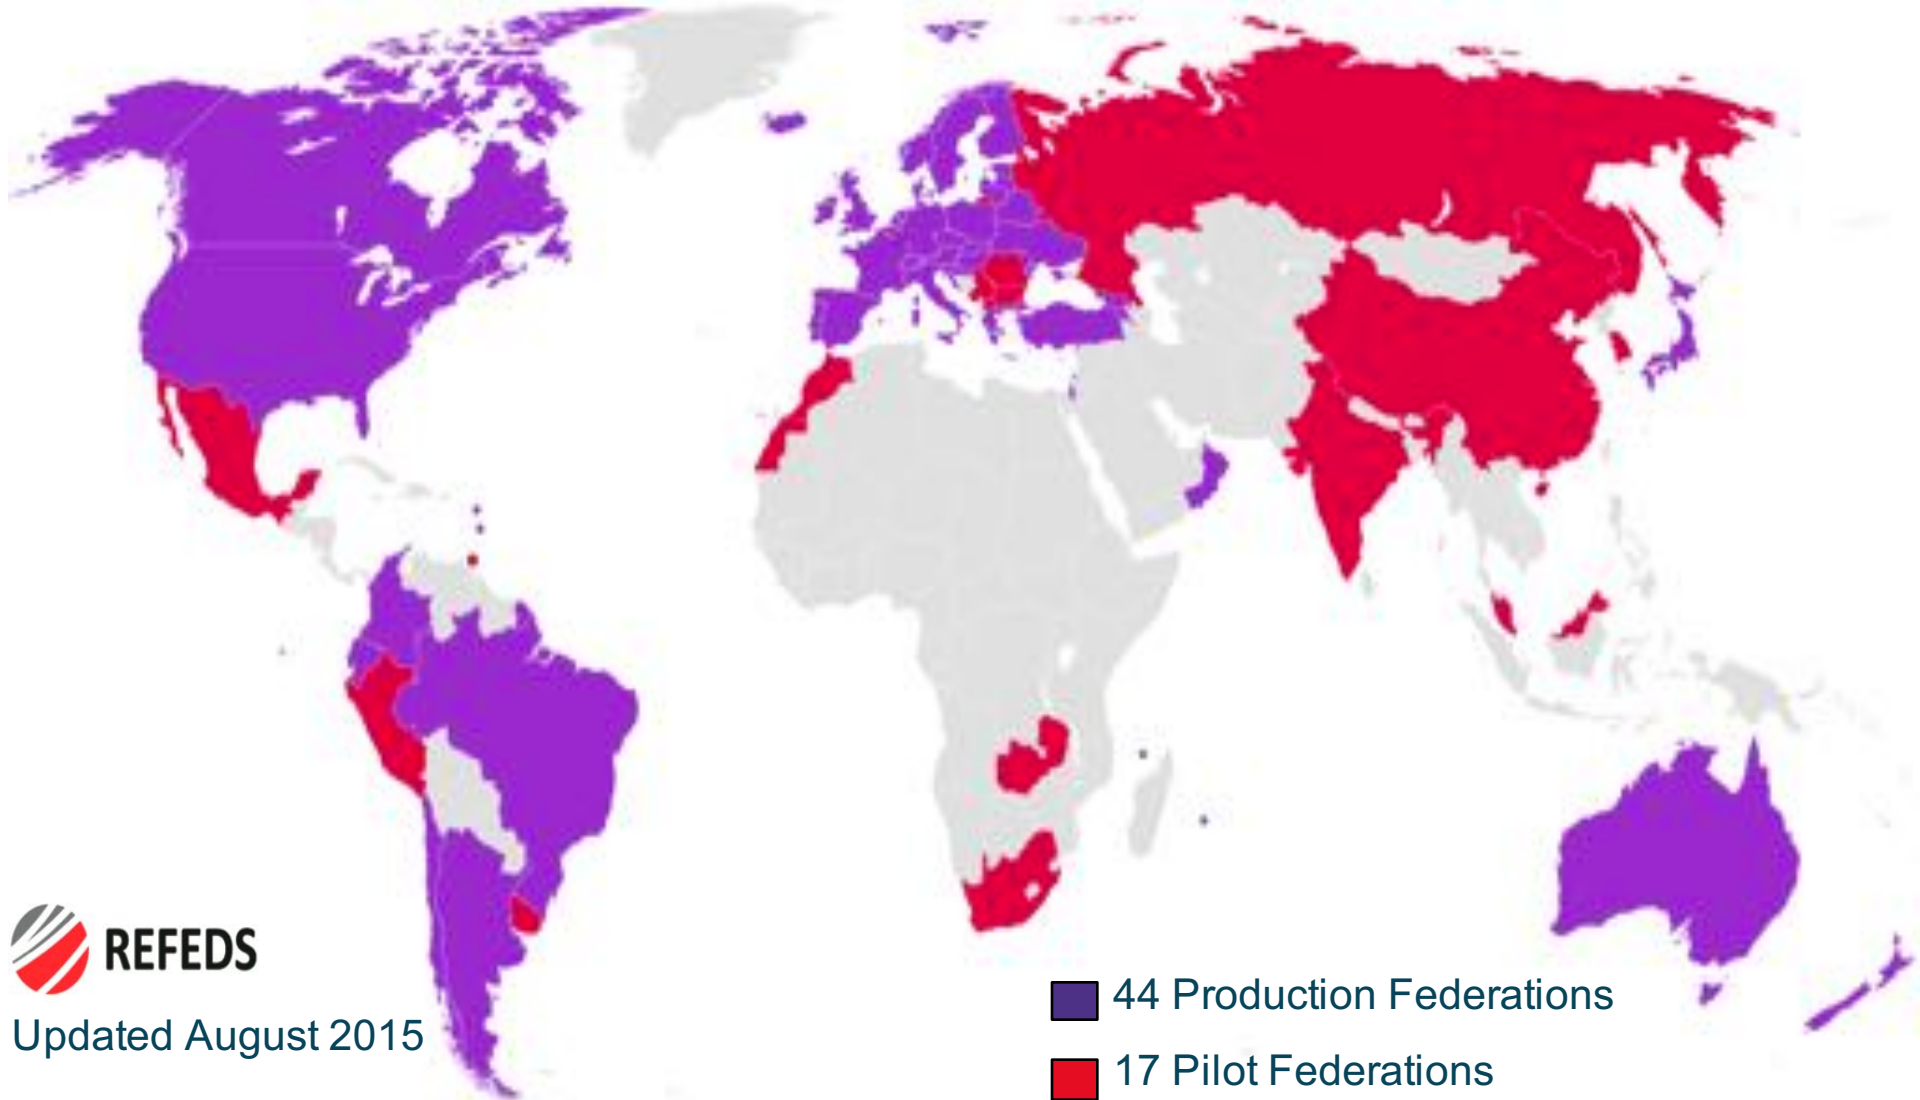 REFEDS
Updated August 2015
44 Production Federations
17 Pilot Federations